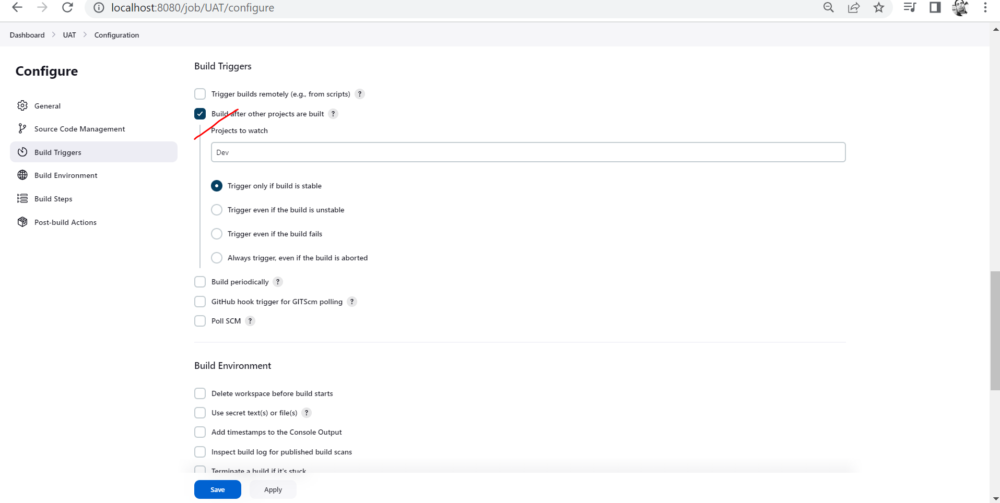 localhost:8080/job/UAT/configure
Dashboard > UAT > Configuration
Configure
General
Source Code Management
Build Triggers
Build Environment
Build Steps
Post-build Actions
Build Triggers
Trigger builds remotely (e.g., from scripts) ?
Build after other projects are built ?
Projects to watch
Dev
Trigger only if build is stable
Trigger even if the build is unstable
Trigger even if the build fails
Always trigger, even if the build is aborted
Build periodically ?
GitHub hook trigger for GITScm polling ?
Poll SCM ?
Build Environment
Delete workspace before build starts
Use secret text(s) or file(s) ?
Add timestamps to the Console Output
Inspect build log for published build scans
Terminate a build if it's stuck
Save
Apply